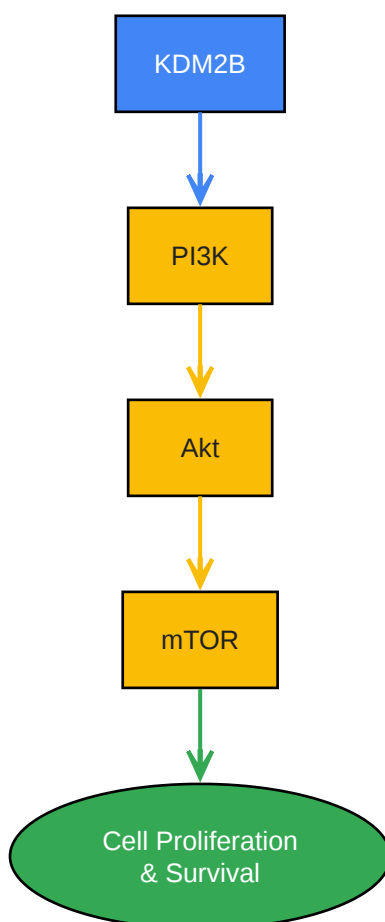 KDM2B
PI3K
Akt
mTOR
Cell Proliferation
& Survival